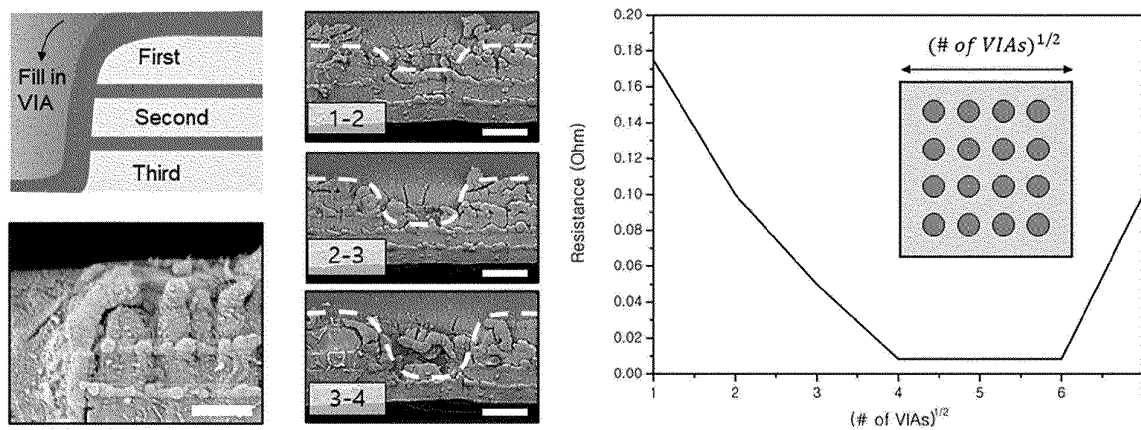 Fill in
VIA
First
Second
Third
1-2
2-3
3-4
Resistance (Ohm)
0.20
0.18
0.16
0.14
0.12
0.10
0.08
0.06
0.04
0.02
0.00
(# of VIAs)^{1/2}
1
2
3
4
5
6
(# of VIAs)^{1/2}